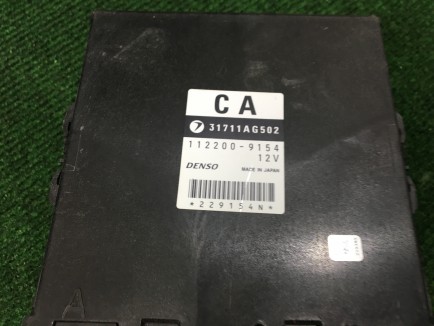 CA
31711AG502
112200-9154
12V
DENSO MADE IN JAPAN
*229154N*
A